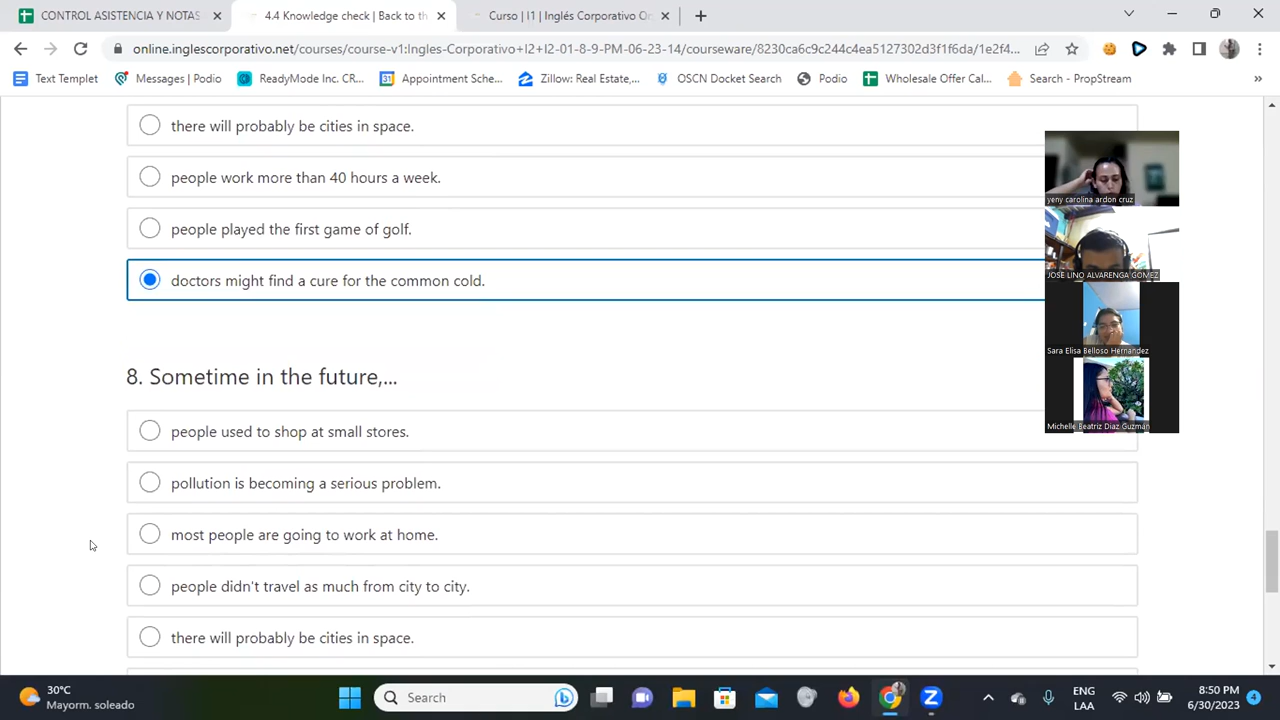 CONTROL ASISTENCIA Y NOTAS
4.4 Knowledge check | Back to th
Curso | I1 | Inglés Corporativo On
online.inglescorporativo.net/courses/course-v1:Ingles-Corporativo+I2+I2-01-8-9-PM-06-23-14/courseware/8230ca6c9c244c4ea5127302d3f1f6da/1e2f4...
Text Templet
Messages | Podio
ReadyMode Inc. CR...
Appointment Sche...
Zillow: Real Estate,...
OSCN Docket Search
Podio
Wholesale Offer Cal...
Search - PropStream
»
there will probably be cities in space.
people work more than 40 hours a week.
people played the first game of golf.
doctors might find a cure for the common cold.
yeny carolina ardon cruz
JOSE LINO ALVARENGA GOMEZ
Sara Elisa Belloso Hernandez
Michelle Beatriz Diaz Guzman
8. Sometime in the future,...
people used to shop at small stores.
pollution is becoming a serious problem.
most people are going to work at home.
people didn't travel as much from city to city.
there will probably be cities in space.
30°C
Mayorm. soleado
Search
ENG
LAA
8:50 PM
6/30/2023
4